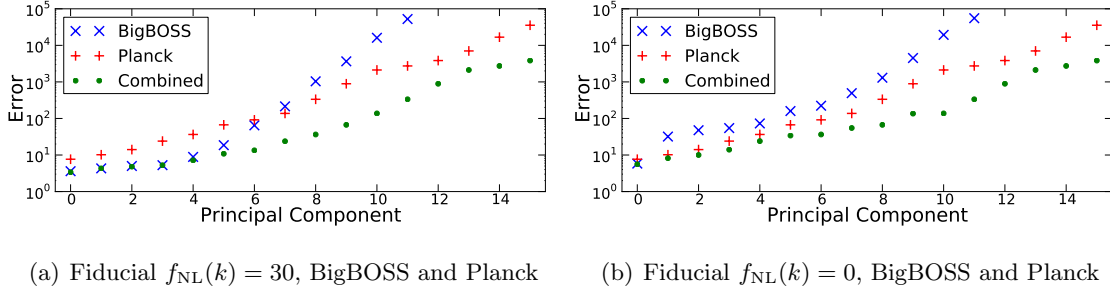 10^5
10^4
10^3
10^2
10^1
10^0
Error
BigBOSS
Planck
Combined
0 2 4 6 8 10 12 14
Principal Component
(a) Fiducial f_NL(k) = 30, BigBOSS and Planck
10^5
10^4
10^3
10^2
10^1
10^0
Error
BigBOSS
Planck
Combined
0 2 4 6 8 10 12 14
Principal Component
(b) Fiducial f_NL(k) = 0, BigBOSS and Planck